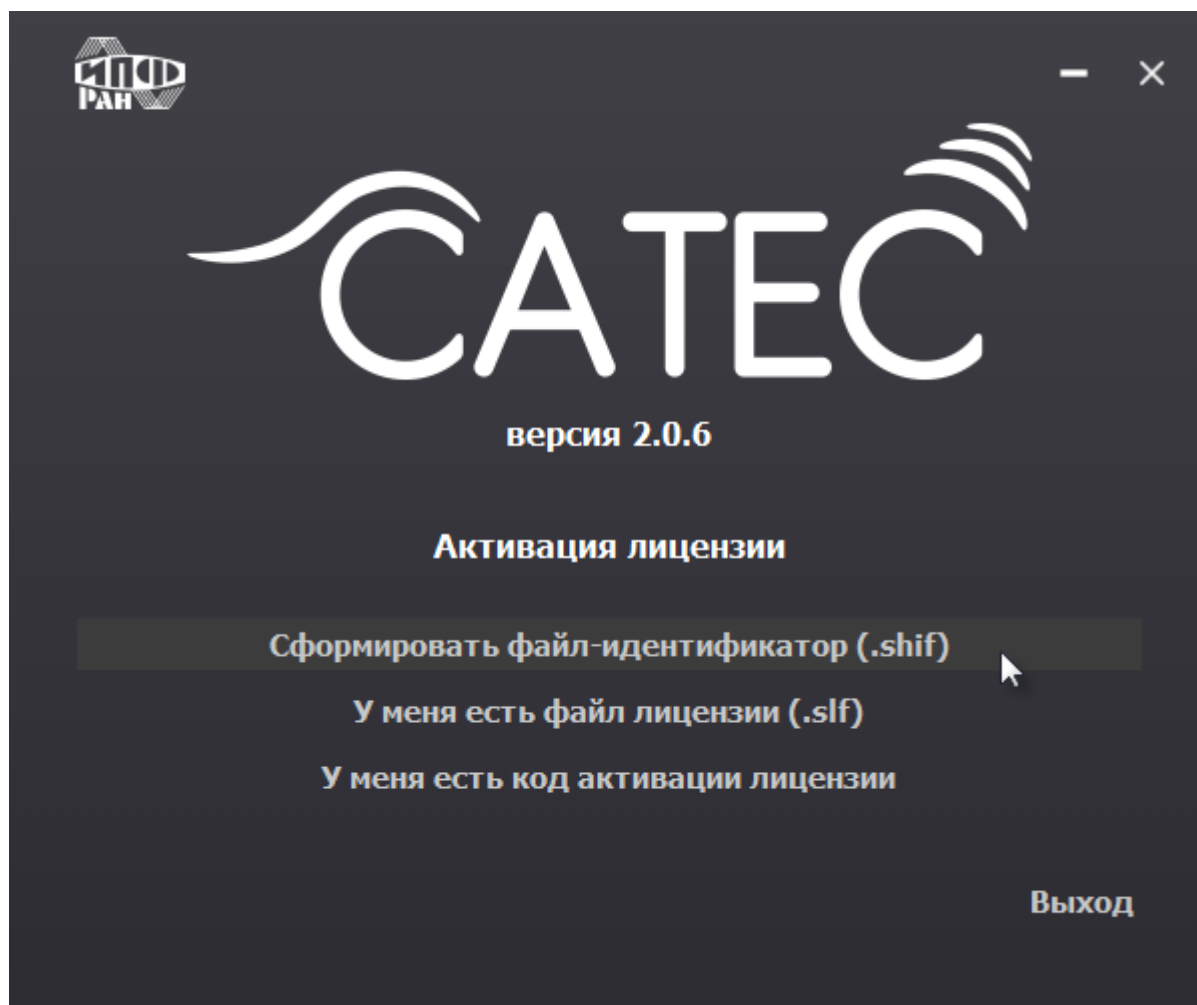 ИПФ
РАН
CATEC
версия 2.0.6
Активация лицензии
Сформировать файл-идентификатор (.shif)
У меня есть файл лицензии (.slf)
У меня есть код активации лицензии
Выход